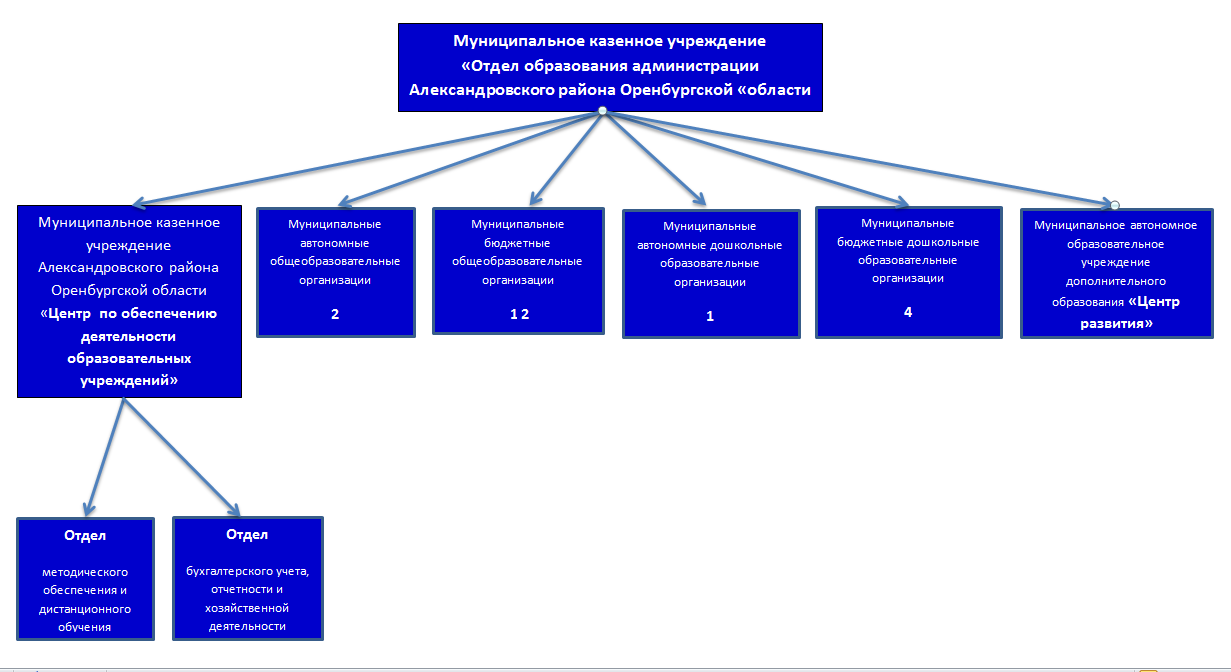 Муниципальное казенное учреждение
«Отдел образования администрации
Александровского района Оренбургской «области
Муниципальное казенное
учреждение
Александровского района
Оренбургской области
«Центр по обеспечению
деятельности
образовательных
учреждений»
Муниципальные
автономные
общеобразовательные
организации
2
Муниципальные
бюджетные
общеобразовательные
организации
1 2
Муниципальные
автономные дошкольные
образовательные
организации
1
Муниципальные
бюджетные дошкольные
образовательные
организации
4
Муниципальное автономное
образовательное
учреждение
дополнительного
образования «Центр
развития»
Отдел
методического
обеспечения и
дистанционного
обучения
Отдел
бухгалтерского учета,
отчетности и
хозяйственной
деятельности